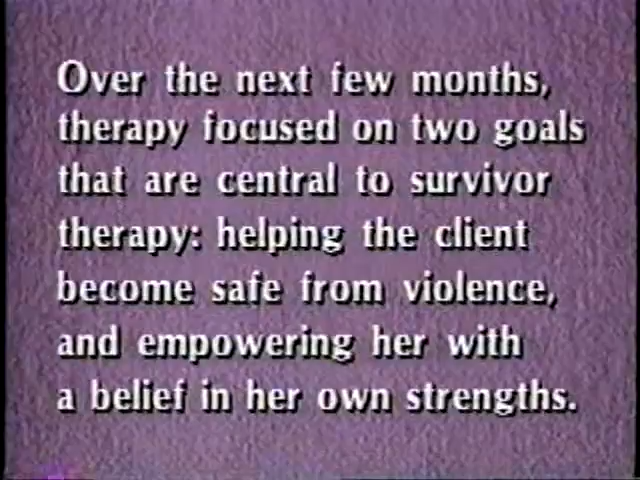 Over the next few months,
therapy focused on two goals
that are central to survivor
therapy: helping the client
become safe from violence,
and empowering her with
a belief in her own strengths.